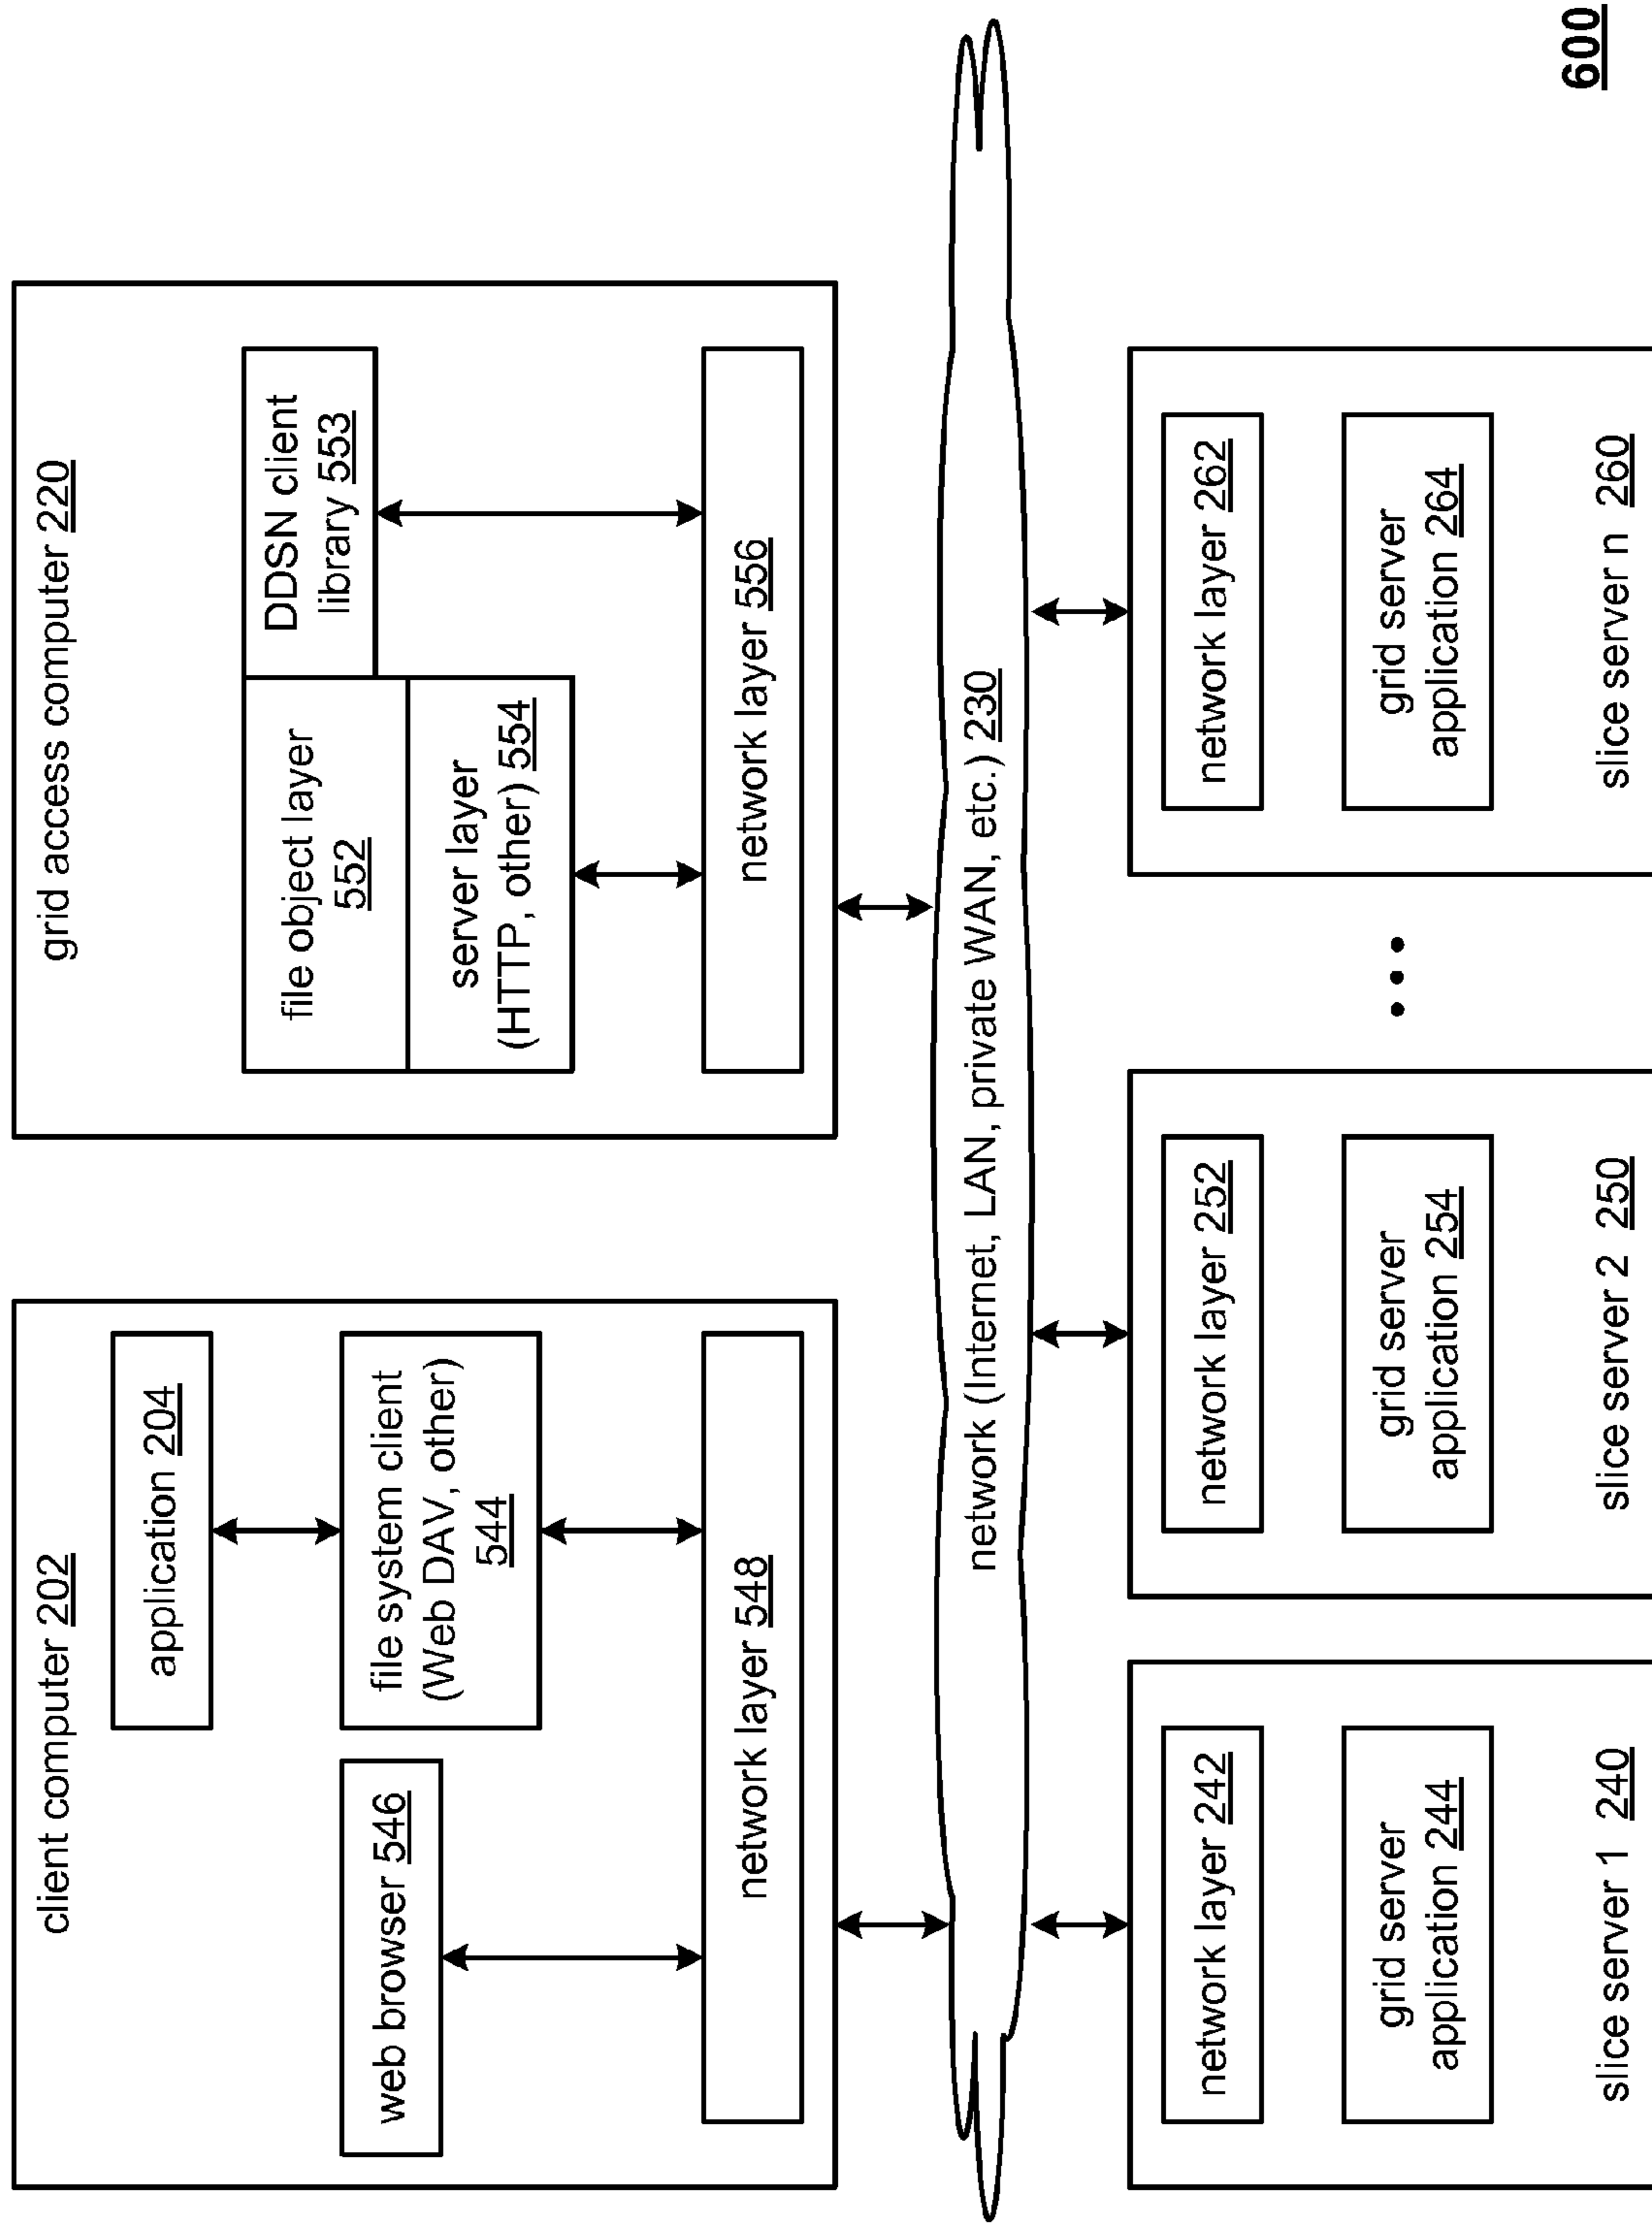 client computer 202
application 204
web browser 546
file system client
(Web DAV, other)
544
network layer 548
grid access computer 220
file object layer
552
DDSN client
library 553
server layer
(HTTP, other) 554
network layer 556
network (Internet, LAN, private WAN, etc.) 230
network layer 242
grid server
application 244
slice server 1 240
network layer 252
grid server
application 254
slice server 2 250
• • •
network layer 262
grid server
application 264
slice server n 260
600